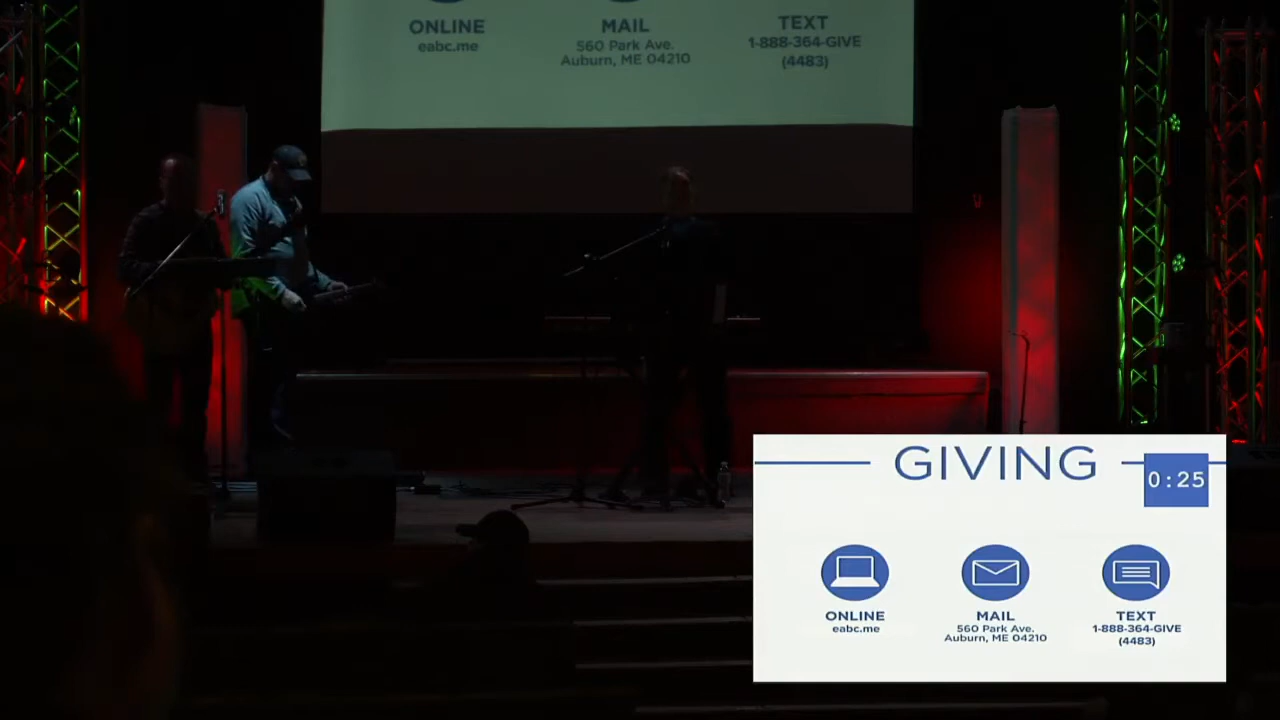 ONLINE
eabc.me
MAIL
560 Park Ave.
Auburn, ME 04210
TEXT
1-888-364-GIVE
(4483)
GIVING
0:25
ONLINE
eabc.me
MAIL
560 Park Ave.
Auburn, ME 04210
TEXT
1-888-364-GIVE
(4483)